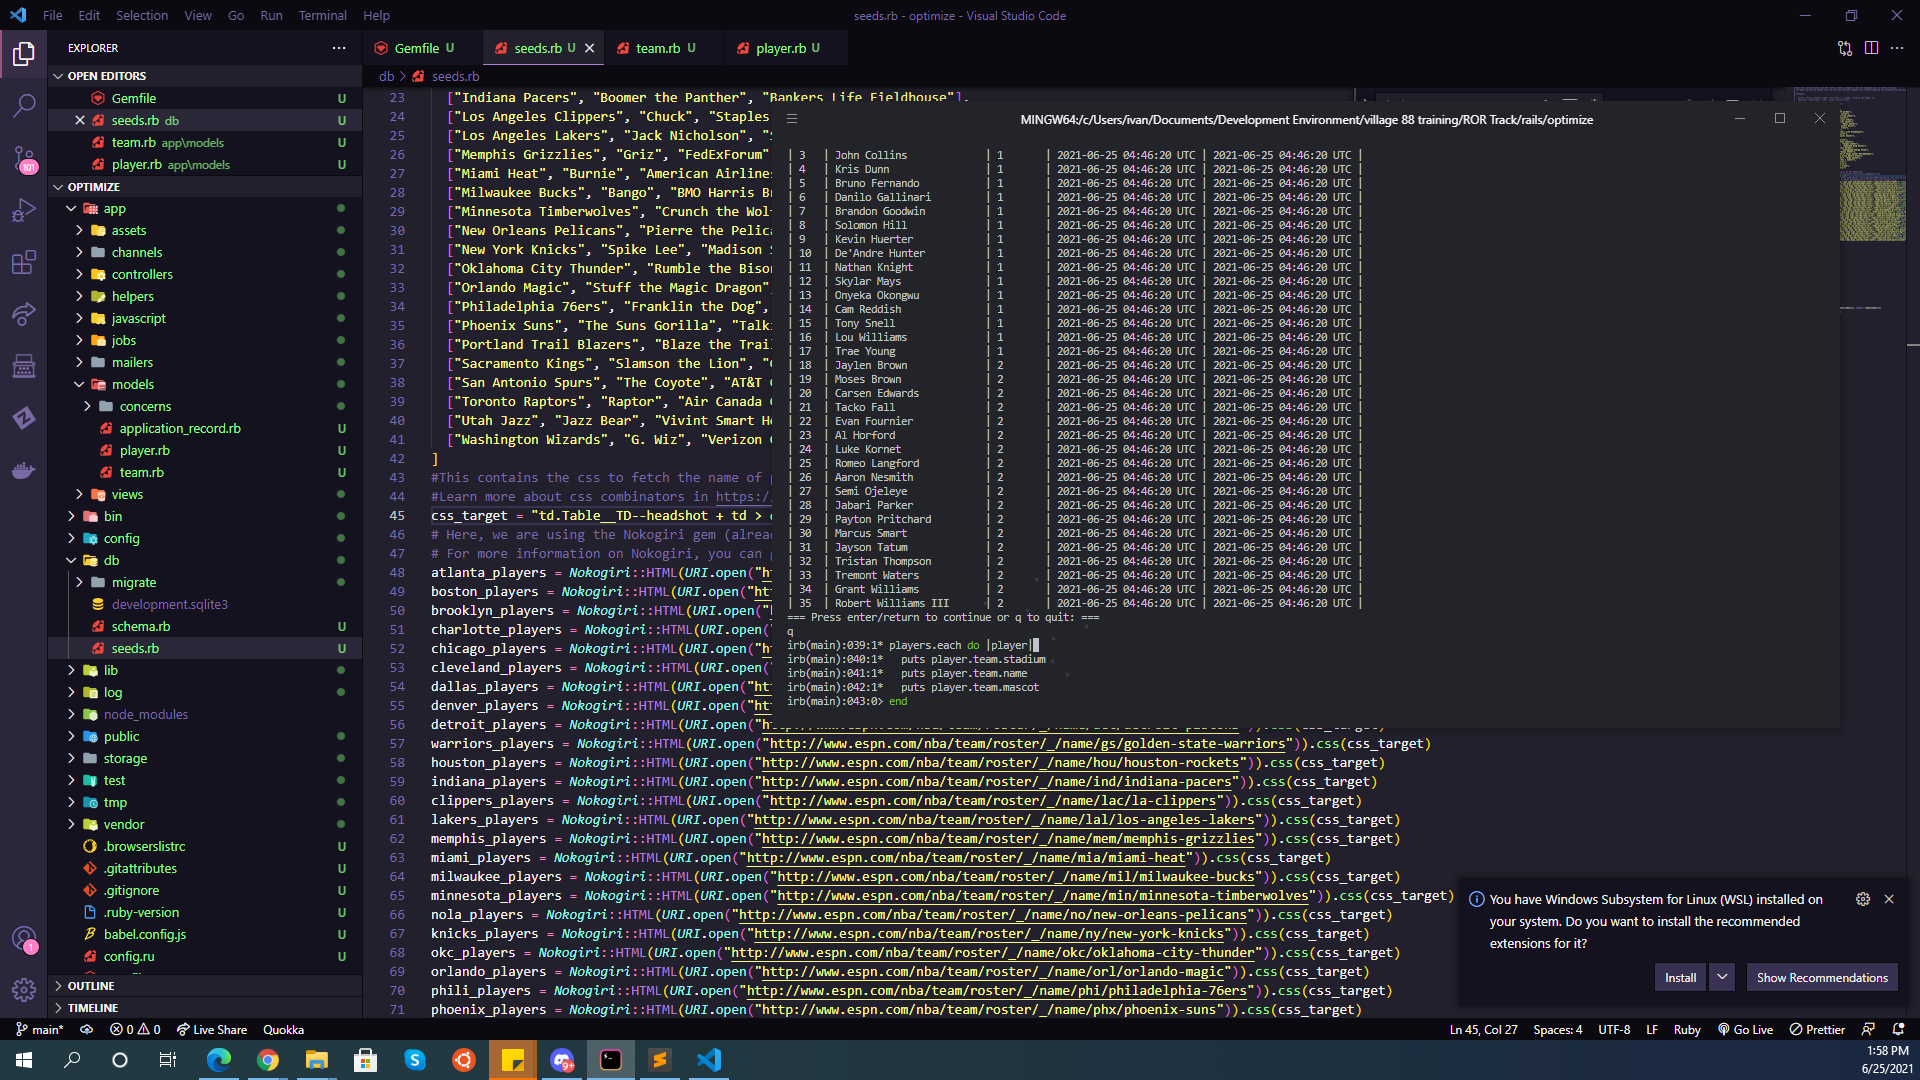 File Edit Selection View Go Run Terminal Help
seeds.rb - optimize - Visual Studio Code
EXPLORER
OPEN EDITORS
Gemfile U
seeds.rb db U
team.rb app\models U
player.rb app\models U
OPTIMIZE
app
assets
channels
controllers
helpers
javascript
jobs
mailers
models
concerns
application_record.rb U
player.rb U
team.rb U
views
bin
config
db
migrate
development.sqlite3
schema.rb U
seeds.rb U
lib
log
node_modules
public
storage
test
tmp
vendor
.browserslistrc U
.gitattributes U
.gitignore U
.ruby-version U
babel.config.js U
config.ru U
OUTLINE
TIMELINE
101
1
Gemfile U
seeds.rb U
team.rb U
player.rb U
db > seeds.rb
23 ["Indiana Pacers", "Boomer the Panther", "Bankers Life Fieldhouse"],
24 ["Los Angeles Clippers", "Chuck", "Staples
25 ["Los Angeles Lakers", "Jack Nicholson", "S
26 ["Memphis Grizzlies", "Griz", "FedExForum"
27 ["Miami Heat", "Burnie", "American Airline
28 ["Milwaukee Bucks", "Bango", "BMO Harris B
29 ["Minnesota Timberwolves", "Crunch the Wol
30 ["New Orleans Pelicans", "Pierre the Pelic
31 ["New York Knicks", "Spike Lee", "Madison
32 ["Oklahoma City Thunder", "Rumble the Biso
33 ["Orlando Magic", "Stuff the Magic Dragon"
34 ["Philadelphia 76ers", "Franklin the Dog",
35 ["Phoenix Suns", "The Suns Gorilla", "Talk
36 ["Portland Trail Blazers", "Blaze the Trai
37 ["Sacramento Kings", "Slamson the Lion", "
38 ["San Antonio Spurs", "The Coyote", "AT&T
39 ["Toronto Raptors", "Raptor", "Air Canada
40 ["Utah Jazz", "Jazz Bear", "Vivint Smart H
41 ["Washington Wizards", "G. Wiz", "Verizon
42 ]
43 #This contains the css to fetch the name of
44 #Learn more about css combinators in https:/
45 css_target = "td.Table__TD--headshot + td >
46 # Here, we are using the Nokogiri gem (alrea
47 # For more information on Nokogiri, you can
48 atlanta_players = Nokogiri::HTML(URI.open("h
49 boston_players = Nokogiri::HTML(URI.open("ht
50 brooklyn_players = Nokogiri::HTML(URI.open("
51 charlotte_players = Nokogiri::HTML(URI.open(
52 chicago_players = Nokogiri::HTML(URI.open("h
53 cleveland_players = Nokogiri::HTML(URI.open(
54 dallas_players = Nokogiri::HTML(URI.open("ht
55 denver_players = Nokogiri::HTML(URI.open("ht
56 detroit_players = Nokogiri::HTML(URI.open("h
57 warriors_players = Nokogiri::HTML(URI.open("http://www.espn.com/nba/team/roster/_/name/gs/golden-state-warriors")).css(css_target)
58 houston_players = Nokogiri::HTML(URI.open("http://www.espn.com/nba/team/roster/_/name/hou/houston-rockets")).css(css_target)
59 indiana_players = Nokogiri::HTML(URI.open("http://www.espn.com/nba/team/roster/_/name/ind/indiana-pacers")).css(css_target)
60 clippers_players = Nokogiri::HTML(URI.open("http://www.espn.com/nba/team/roster/_/name/lac/la-clippers")).css(css_target)
61 lakers_players = Nokogiri::HTML(URI.open("http://www.espn.com/nba/team/roster/_/name/lal/los-angeles-lakers")).css(css_target)
62 memphis_players = Nokogiri::HTML(URI.open("http://www.espn.com/nba/team/roster/_/name/mem/memphis-grizzlies")).css(css_target)
63 miami_players = Nokogiri::HTML(URI.open("http://www.espn.com/nba/team/roster/_/name/mia/miami-heat")).css(css_target)
64 milwaukee_players = Nokogiri::HTML(URI.open("http://www.espn.com/nba/team/roster/_/name/mil/milwaukee-bucks")).css(css_target)
65 minnesota_players = Nokogiri::HTML(URI.open("http://www.espn.com/nba/team/roster/_/name/min/minnesota-timberwolves")).css(css_target)
66 nola_players = Nokogiri::HTML(URI.open("http://www.espn.com/nba/team/roster/_/name/no/new-orleans-pelicans")).css(css_target)
67 knicks_players = Nokogiri::HTML(URI.open("http://www.espn.com/nba/team/roster/_/name/ny/new-york-knicks")).css(css_target)
68 okc_players = Nokogiri::HTML(URI.open("http://www.espn.com/nba/team/roster/_/name/okc/oklahoma-city-thunder")).css(css_target)
69 orlando_players = Nokogiri::HTML(URI.open("http://www.espn.com/nba/team/roster/_/name/orl/orlando-magic")).css(css_target)
70 phili_players = Nokogiri::HTML(URI.open("http://www.espn.com/nba/team/roster/_/name/phi/philadelphia-76ers")).css(css_target)
71 phoenix_players = Nokogiri::HTML(URI.open("http://www.espn.com/nba/team/roster/_/name/phx/phoenix-suns")).css(css_target)
MINGW64:/c/Users/ivan/Documents/Development Environment/village 88 training/ROR Track/rails/optimize
| 3 | John Collins | 1 | 2021-06-25 04:46:20 UTC | 2021-06-25 04:46:20 UTC |
| 4 | Kris Dunn | 1 | 2021-06-25 04:46:20 UTC | 2021-06-25 04:46:20 UTC |
| 5 | Bruno Fernando | 1 | 2021-06-25 04:46:20 UTC | 2021-06-25 04:46:20 UTC |
| 6 | Danilo Gallinari | 1 | 2021-06-25 04:46:20 UTC | 2021-06-25 04:46:20 UTC |
| 7 | Brandon Goodwin | 1 | 2021-06-25 04:46:20 UTC | 2021-06-25 04:46:20 UTC |
| 8 | Solomon Hill | 1 | 2021-06-25 04:46:20 UTC | 2021-06-25 04:46:20 UTC |
| 9 | Kevin Huerter | 1 | 2021-06-25 04:46:20 UTC | 2021-06-25 04:46:20 UTC |
| 10 | De'Andre Hunter | 1 | 2021-06-25 04:46:20 UTC | 2021-06-25 04:46:20 UTC |
| 11 | Nathan Knight | 1 | 2021-06-25 04:46:20 UTC | 2021-06-25 04:46:20 UTC |
| 12 | Skylar Mays | 1 | 2021-06-25 04:46:20 UTC | 2021-06-25 04:46:20 UTC |
| 13 | Onyeka Okongwu | 1 | 2021-06-25 04:46:20 UTC | 2021-06-25 04:46:20 UTC |
| 14 | Cam Reddish | 1 | 2021-06-25 04:46:20 UTC | 2021-06-25 04:46:20 UTC |
| 15 | Tony Snell | 1 | 2021-06-25 04:46:20 UTC | 2021-06-25 04:46:20 UTC |
| 16 | Lou Williams | 1 | 2021-06-25 04:46:20 UTC | 2021-06-25 04:46:20 UTC |
| 17 | Trae Young | 1 | 2021-06-25 04:46:20 UTC | 2021-06-25 04:46:20 UTC |
| 18 | Jaylen Brown | 2 | 2021-06-25 04:46:20 UTC | 2021-06-25 04:46:20 UTC |
| 19 | Moses Brown | 2 | 2021-06-25 04:46:20 UTC | 2021-06-25 04:46:20 UTC |
| 20 | Carsen Edwards | 2 | 2021-06-25 04:46:20 UTC | 2021-06-25 04:46:20 UTC |
| 21 | Tacko Fall | 2 | 2021-06-25 04:46:20 UTC | 2021-06-25 04:46:20 UTC |
| 22 | Evan Fournier | 2 | 2021-06-25 04:46:20 UTC | 2021-06-25 04:46:20 UTC |
| 23 | Al Horford | 2 | 2021-06-25 04:46:20 UTC | 2021-06-25 04:46:20 UTC |
| 24 | Luke Kornet | 2 | 2021-06-25 04:46:20 UTC | 2021-06-25 04:46:20 UTC |
| 25 | Romeo Langford | 2 | 2021-06-25 04:46:20 UTC | 2021-06-25 04:46:20 UTC |
| 26 | Aaron Nesmith | 2 | 2021-06-25 04:46:20 UTC | 2021-06-25 04:46:20 UTC |
| 27 | Semi Ojeleye | 2 | 2021-06-25 04:46:20 UTC | 2021-06-25 04:46:20 UTC |
| 28 | Jabari Parker | 2 | 2021-06-25 04:46:20 UTC | 2021-06-25 04:46:20 UTC |
| 29 | Payton Pritchard | 2 | 2021-06-25 04:46:20 UTC | 2021-06-25 04:46:20 UTC |
| 30 | Marcus Smart | 2 | 2021-06-25 04:46:20 UTC | 2021-06-25 04:46:20 UTC |
| 31 | Jayson Tatum | 2 | 2021-06-25 04:46:20 UTC | 2021-06-25 04:46:20 UTC |
| 32 | Tristan Thompson | 2 | 2021-06-25 04:46:20 UTC | 2021-06-25 04:46:20 UTC |
| 33 | Tremont Waters | 2 | 2021-06-25 04:46:20 UTC | 2021-06-25 04:46:20 UTC |
| 34 | Grant Williams | 2 | 2021-06-25 04:46:20 UTC | 2021-06-25 04:46:20 UTC |
| 35 | Robert Williams III | 2 | 2021-06-25 04:46:20 UTC | 2021-06-25 04:46:20 UTC |
=== Press enter/return to continue or q to quit: ===
q
irb(main):039:1* players.each do |player|
irb(main):040:1* puts player.team.stadium
irb(main):041:1* puts player.team.name
irb(main):042:1* puts player.team.mascot
irb(main):043:0> end
You have Windows Subsystem for Linux (WSL) installed on
your system. Do you want to install the recommended
extensions for it?
Install
Show Recommendations
main* 0 0 Live Share Quokka
Ln 45, Col 27 Spaces: 4 UTF-8 LF Ruby Go Live Prettier
9+
1:58 PM
6/25/2021